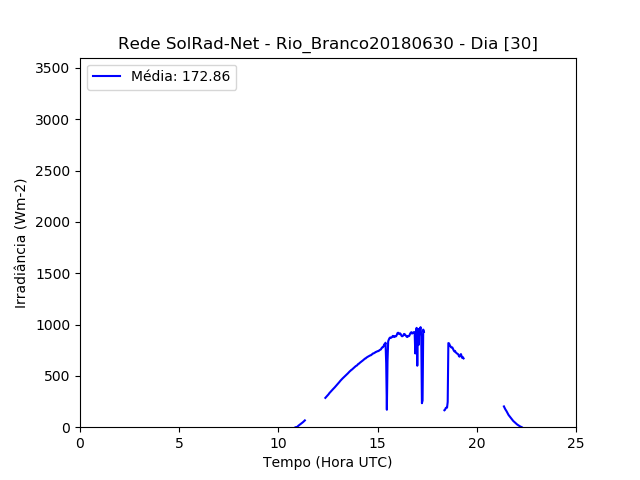 Rede SolRad-Net - Rio_Branco20180630 - Dia [30]
Média: 172.86
Irradiância (Wm-2)
3500
3000
2500
2000
1500
1000
500
0
0 5 10 15 20 25
Tempo (Hora UTC)